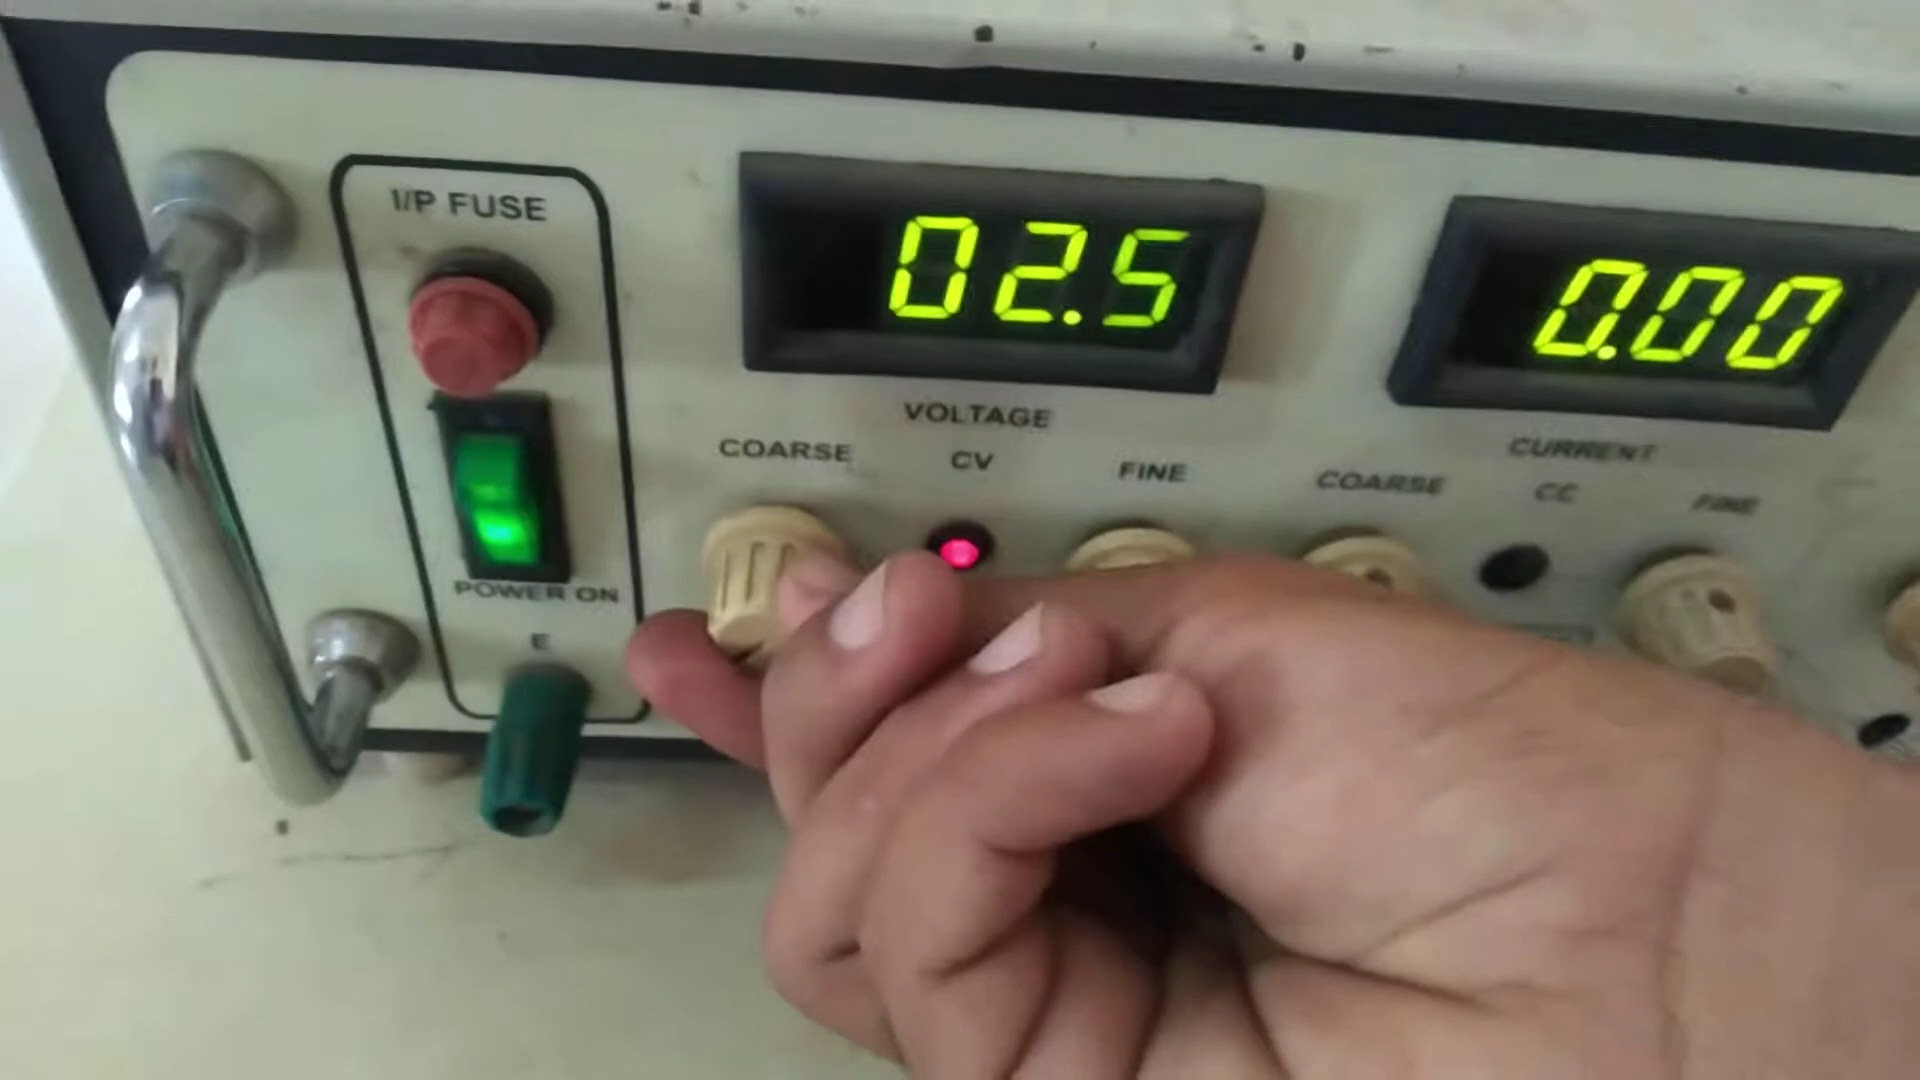 I/P FUSE
02.5
0.00
VOLTAGE
CURRENT
COARSE
CV
FINE
COARSE
CC
FINE
POWER ON
E